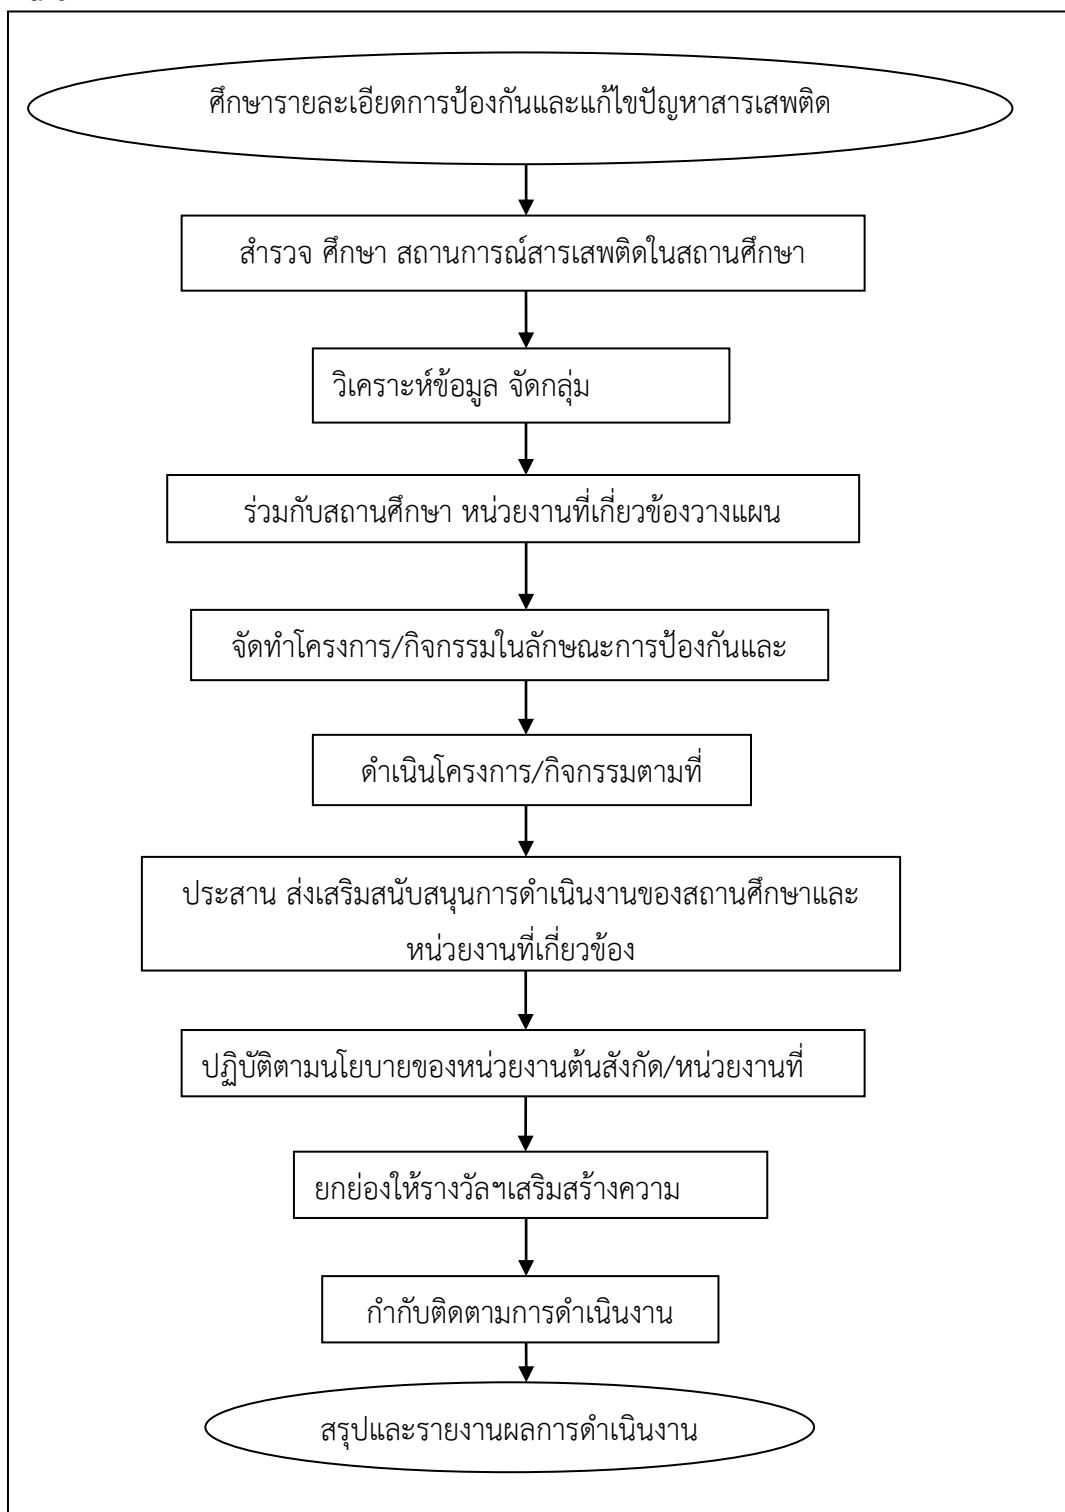 ศึกษารายละเอียดการป้องกันและแก้ไขปัญหาสารเสพติด
สำรวจ ศึกษา สถานการณ์สารเสพติดในสถานศึกษา
วิเคราะห์ข้อมูล จัดกลุ่ม
ร่วมกับสถานศึกษา หน่วยงานที่เกี่ยวข้องวางแผน
จัดทำโครงการ/กิจกรรมในลักษณะการป้องกันและ
ดำเนินโครงการ/กิจกรรมตามที่
ประสาน ส่งเสริมสนับสนุนการดำเนินงานของสถานศึกษาและ
หน่วยงานที่เกี่ยวข้อง
ปฏิบัติตามนโยบายของหน่วยงานต้นสังกัด/หน่วยงานที่
ยกย่องให้รางวัลฯเสริมสร้างความ
กำกับติดตามการดำเนินงาน
สรุปและรายงานผลการดำเนินงาน